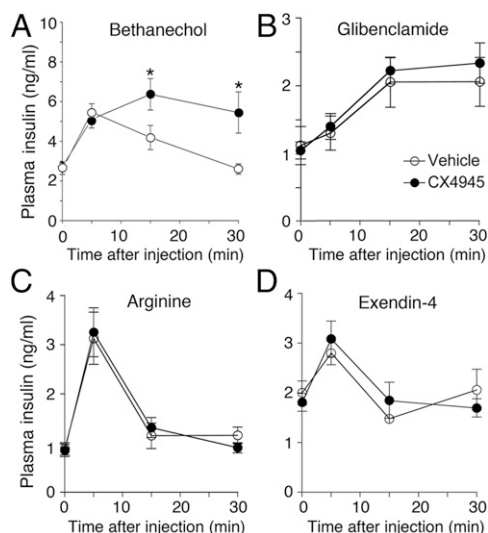 A
Bethanechol
Plasma insulin (ng/ml)
10
8
6
4
2
0
*
*
0 10 20 30
Time after injection (min)
B
Glibenclamide
3
2
1
0
Vehicle
CX4945
0 10 20 30
Time after injection (min)
C
Arginine
Plasma insulin (ng/ml)
4
3
2
1
0
0 10 20 30
Time after injection (min)
D
Exendin-4
4
3
2
1
0
0 10 20 30
Time after injection (min)